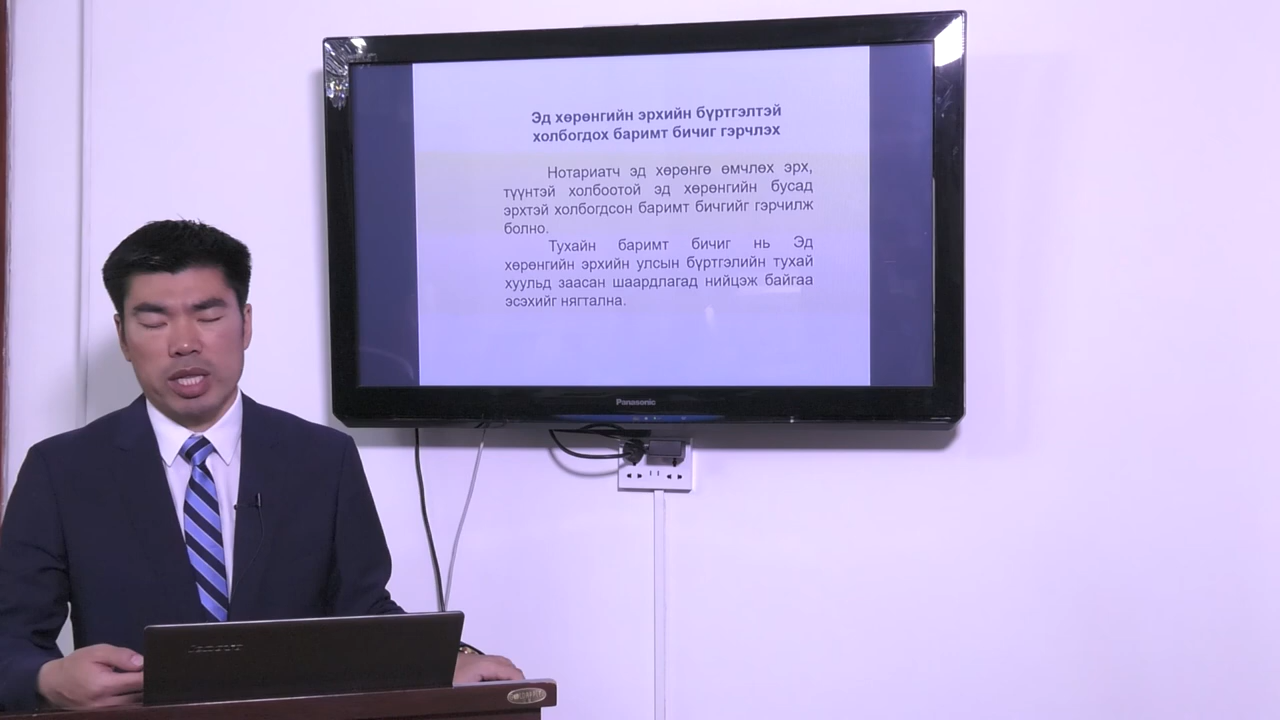 Эд хөрөнгийн эрхийн бүртгэлтэй
холбогдох баримт бичиг гэрчлэх
Нотариатч эд хөрөнгө өмчлөх эрх,
түүнтэй холбоотой эд хөрөнгийн бусад
эрхтэй холбогдсон баримт бичгийг гэрчилж
болно.
Тухайн баримт бичиг нь Эд
хөрөнгийн эрхийн улсын бүртгэлийн тухай
хуульд заасан шаардлагад нийцэж байгаа
эсэхийг нягтална.
Panasonic
lenovo